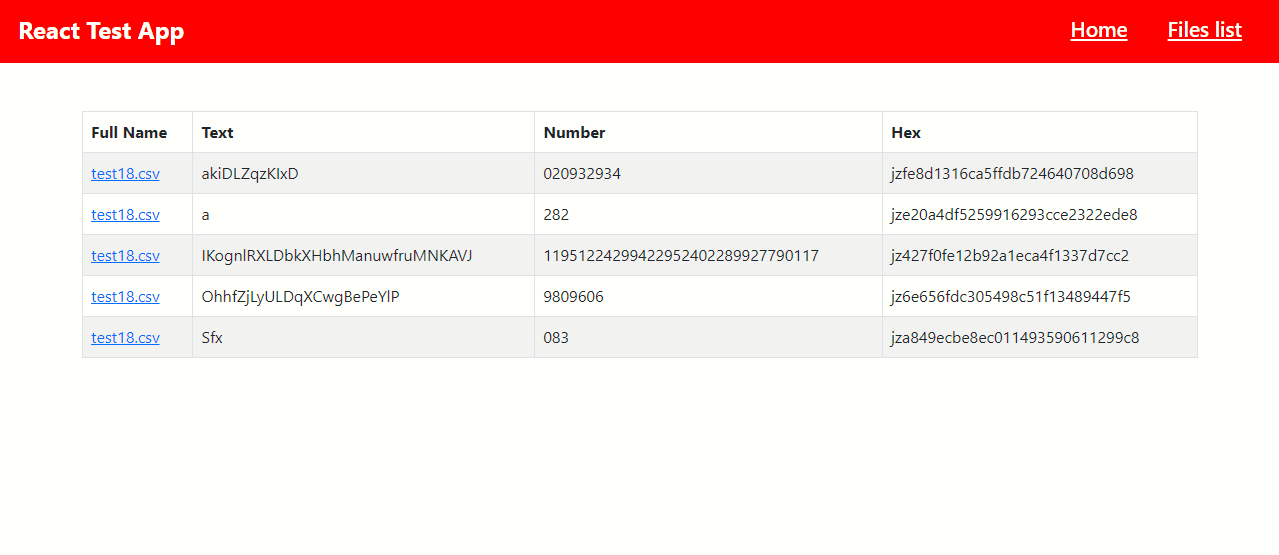 React Test App Home Files list
Full Name Text Number Hex
test18.csv akiDLZqzKIxD 020932934 jzfe8d1316ca5ffdb724640708d698
test18.csv a 282 jze20a4df5259916293cce2322ede8
test18.csv IKognlRXLDbkXHbhManuwfruMNKAVJ 11951224299422952402289927790117 jz427f0fe12b92a1eca4f1337d7cc2
test18.csv OhhfZjLyULDqXCwgBePeYlP 9809606 jz6e656fdc305498c51f13489447f5
test18.csv Sfx 083 jza849ecbe8ec011493590611299c8